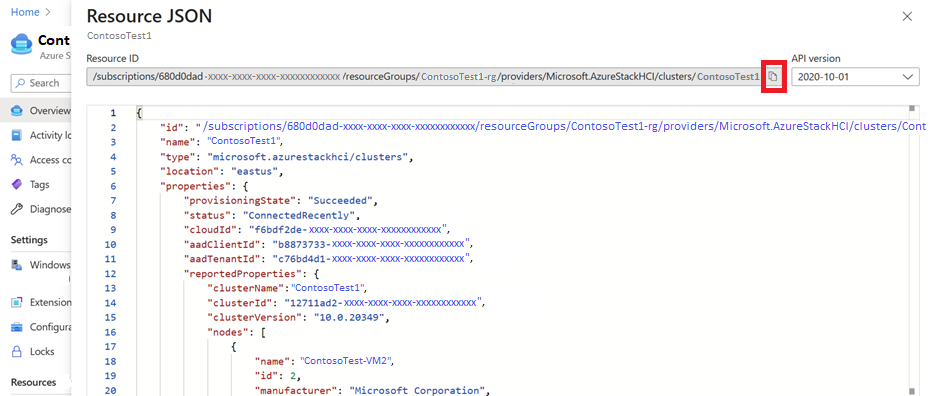 Home >
Resource JSON
ContosoTest1
Cont
Azure S
Resource ID
API version
/subscriptions/680d0dad-xxxx-xxxx-xxxx-xxxxxxxxxxxx/resourceGroups/ContosoTest1-rg/providers/Microsoft.AzureStackHCI/clusters/ContosoTest1
2020-10-01
Search
Overview
Activity lo
Access co
Tags
Diagnose
Settings
Windows
Extension
Configura
Locks
Resources
1 {
2 "id": "/subscriptions/680d0dad-xxxx-xxxx-xxxx-xxxxxxxxxxxx/resourceGroups/ContosoTest1-rg/providers/Microsoft.AzureStackHCI/clusters/Cont
3 "name": "ContosoTest1",
4 "type": "microsoft.azurestackhci/clusters",
5 "location": "eastus",
6 "properties": {
7 "provisioningState": "Succeeded",
8 "status": "ConnectedRecently",
9 "cloudId": "f6bdf2de-xxxx-xxxx-xxxx-xxxxxxxxxxxx",
10 "aadClientId": "b8873733-xxxx-xxxx-xxxx-xxxxxxxxxxxx",
11 "aadTenantId": "c76bd4d1-xxxx-xxxx-xxxx-xxxxxxxxxxxx",
12 "reportedProperties": {
13 "clusterName":"ContosoTest1",
14 "clusterId": "12711ad2-xxxx-xxxx-xxxx-xxxxxxxxxxxx",
15 "clusterVersion": "10.0.20349",
16 "nodes": [
17 {
18 "name": "ContosoTest-VM2",
19 "id": 2,
20 "manufacturer": "Microsoft Corporation",